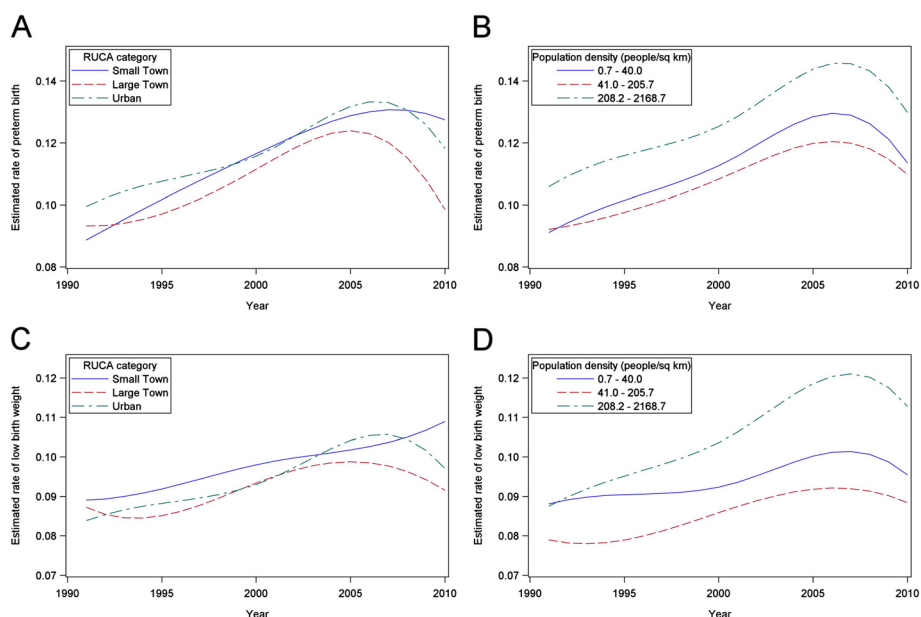 A
Estimated rate of preterm birth
RUCA category
Small Town
Large Town
Urban
0.14
0.12
0.10
0.08
1990 1995 2000 2005 2010
Year
B
Estimated rate of preterm birth
Population density (people/sq km)
0.7 - 40.0
41.0 - 205.7
208.2 - 2168.7
0.14
0.12
0.10
0.08
1990 1995 2000 2005 2010
Year
C
Estimated rate of low birth weight
RUCA category
Small Town
Large Town
Urban
0.12
0.11
0.10
0.09
0.08
0.07
1990 1995 2000 2005 2010
Year
D
Estimated rate of low birth weight
Population density (people/sq km)
0.7 - 40.0
41.0 - 205.7
208.2 - 2168.7
0.12
0.11
0.10
0.09
0.08
0.07
1990 1995 2000 2005 2010
Year